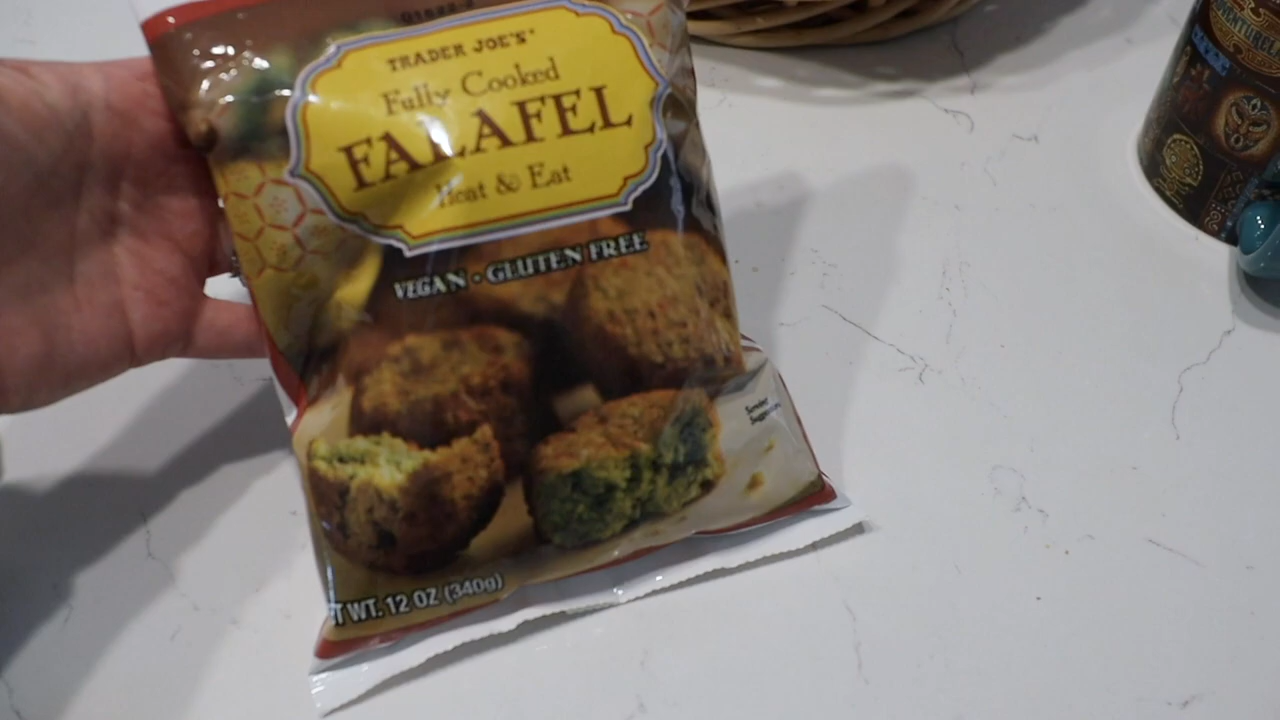 TRADER JOE'S
Fully Cooked
FALAFEL
Heat & Eat
VEGAN • GLUTEN FREE
WT. 12 OZ (340g)